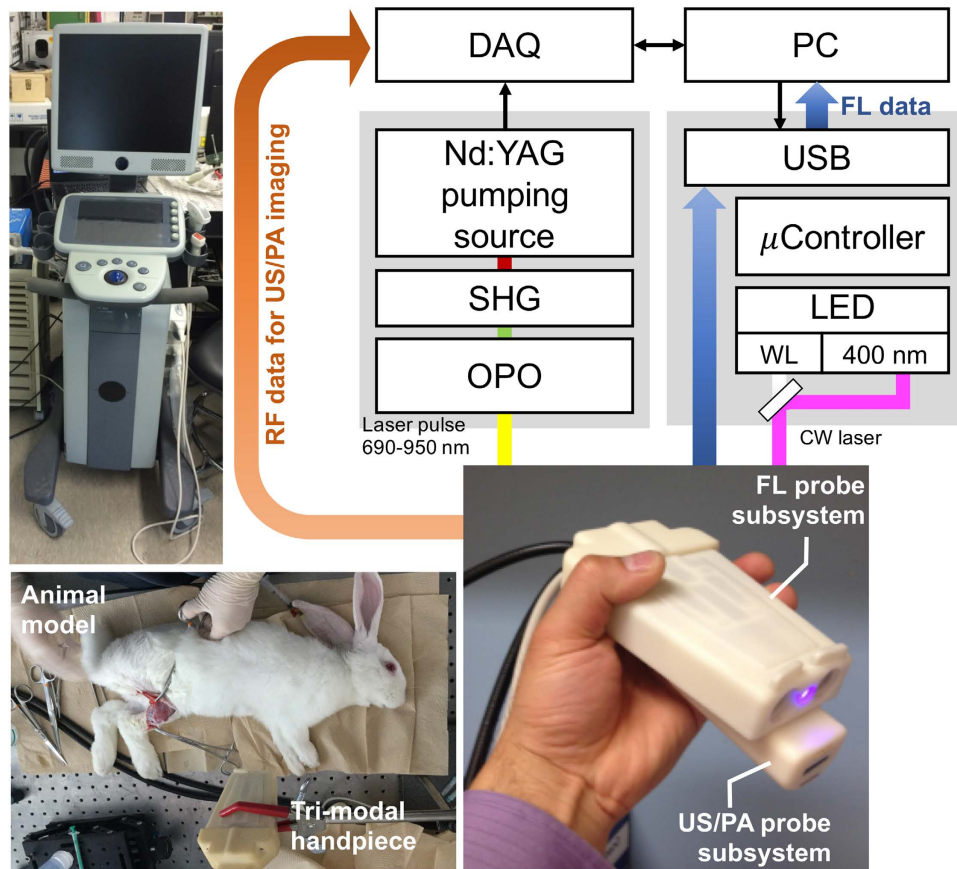 DAQ
PC
RF data for US/PA imaging
FL data
Nd:YAG
pumping
source
USB
μController
SHG
LED
WL
400 nm
OPO
Laser pulse
690-950 nm
CW laser
FL probe
subsystem
Animal
model
Tri-modal
handpiece
US/PA probe
subsystem